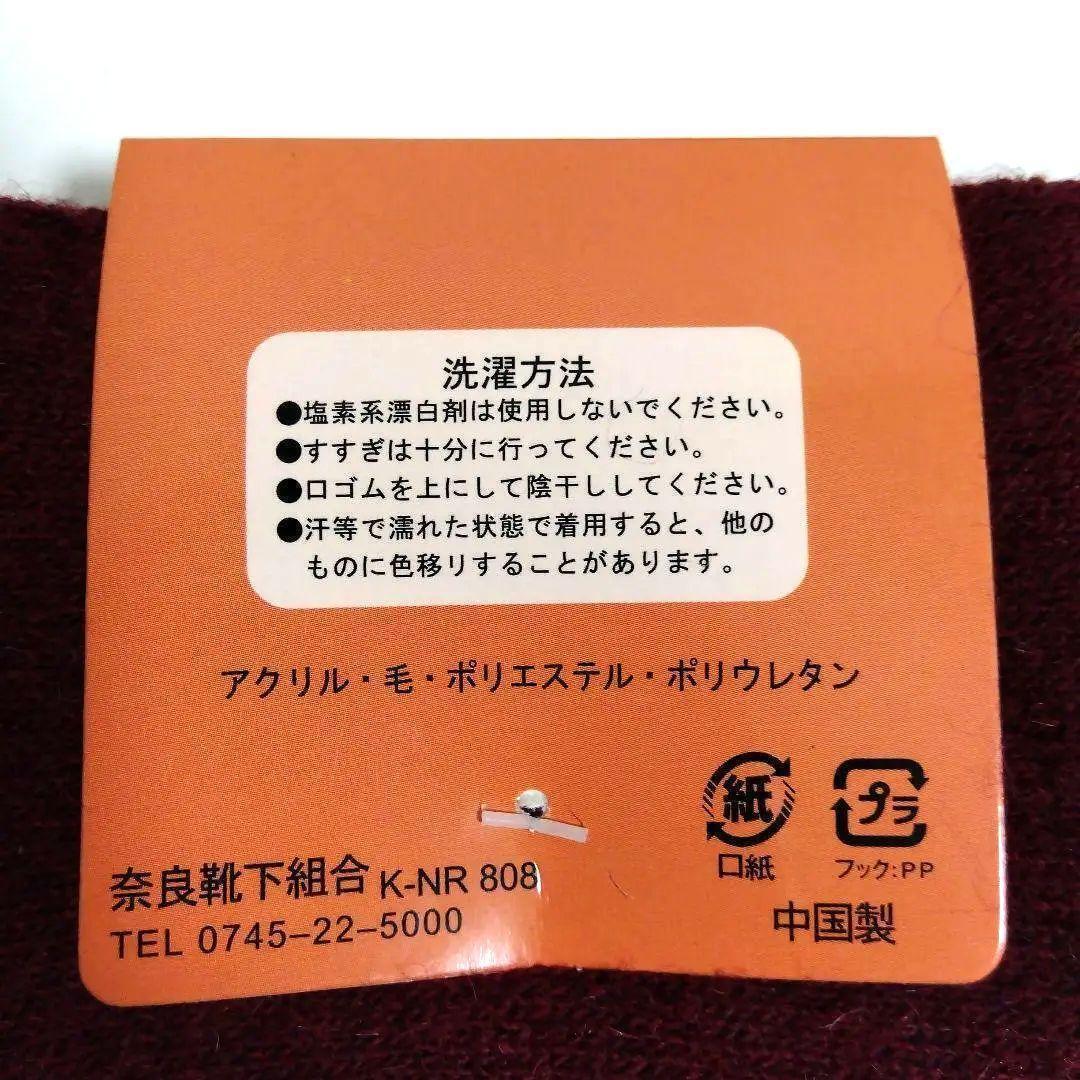 洗濯方法
●塩素系漂白剤は使用しないでください。
●すすぎは十分に行ってください。
●口ゴムを上にして陰干ししてください。
●汗等で濡れた状態で着用すると、他の
ものに色移りすることがあります。
アクリル・毛・ポリエステル・ポリウレタン
紙
プラ
口紙
フック:PP
奈良靴下組合 K-NR 808
TEL 0745–22–5000
中国製